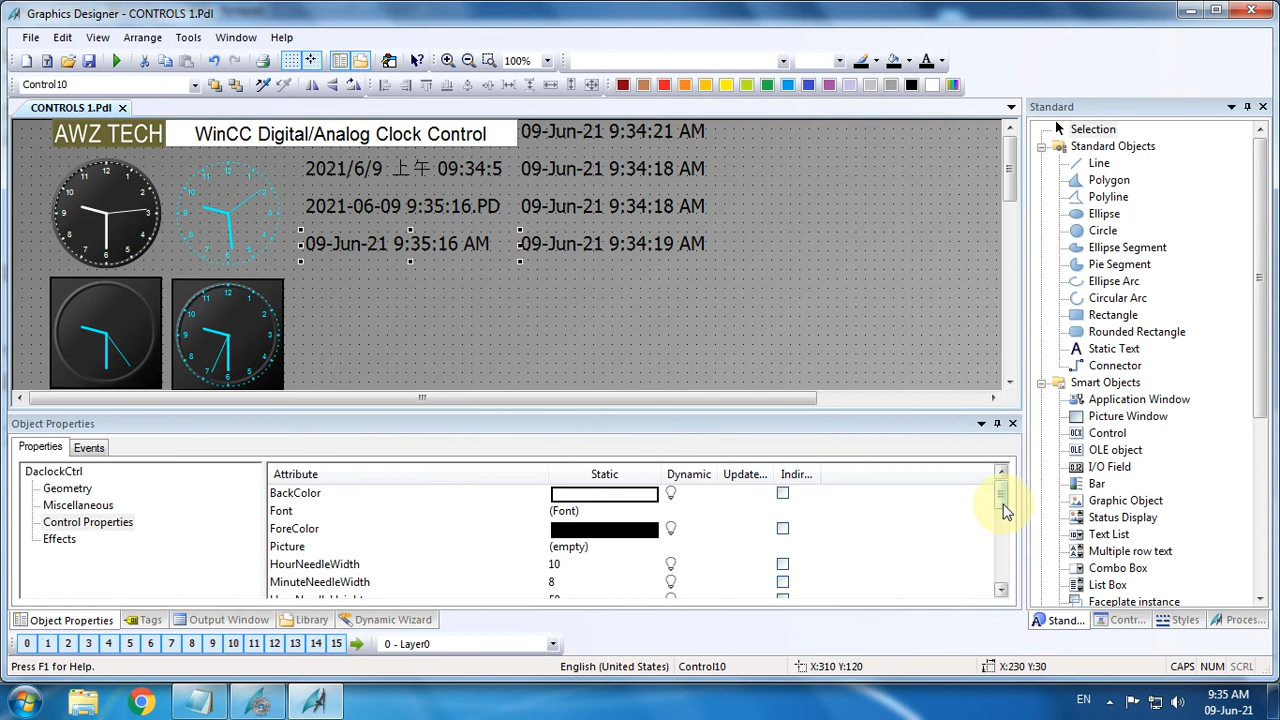 Graphics Designer - CONTROLS 1.Pdl
File Edit View Arrange Tools Window Help
100%
Control10
CONTROLS 1.Pdl
AWZ TECH
WinCC Digital/Analog Clock Control
09-Jun-21 9:34:21 AM
2021/6/9 上午 09:34:5
09-Jun-21 9:34:18 AM
2021-06-09 9:35:16.PD
09-Jun-21 9:34:18 AM
09-Jun-21 9:35:16 AM
09-Jun-21 9:34:19 AM
Standard
Selection
Standard Objects
Line
Polygon
Polyline
Ellipse
Circle
Ellipse Segment
Pie Segment
Ellipse Arc
Circular Arc
Rectangle
Rounded Rectangle
Static Text
Connector
Smart Objects
Application Window
Picture Window
Control
OLE object
I/O Field
Bar
Graphic Object
Status Display
Text List
Multiple row text
Combo Box
List Box
Faceplate instance
Stand... Contr... Styles Proces...
Object Properties
Properties Events
DaclockCtrl
Geometry
Miscellaneous
Control Properties
Effects
Attribute Static Dynamic Update... Indir...
BackColor
Font (Font)
ForeColor
Picture (empty)
HourNeedleWidth 10
MinuteNeedleWidth 8
Object Properties Tags Output Window Library Dynamic Wizard
0 1 2 3 4 5 6 7 8 9 10 11 12 13 14 15 0 - Layer0
Press F1 for Help. English (United States) Control10 X:310 Y:120 X:230 Y:30 CAPS NUM SCRL
EN
9:35 AM
09-Jun-21